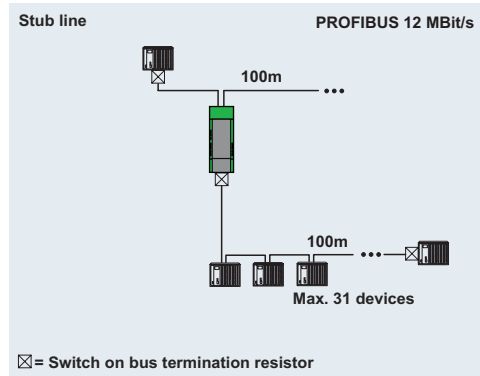 Stub line
PROFIBUS 12 MBit/s
100m
100m
Max. 31 devices
= Switch on bus termination resistor